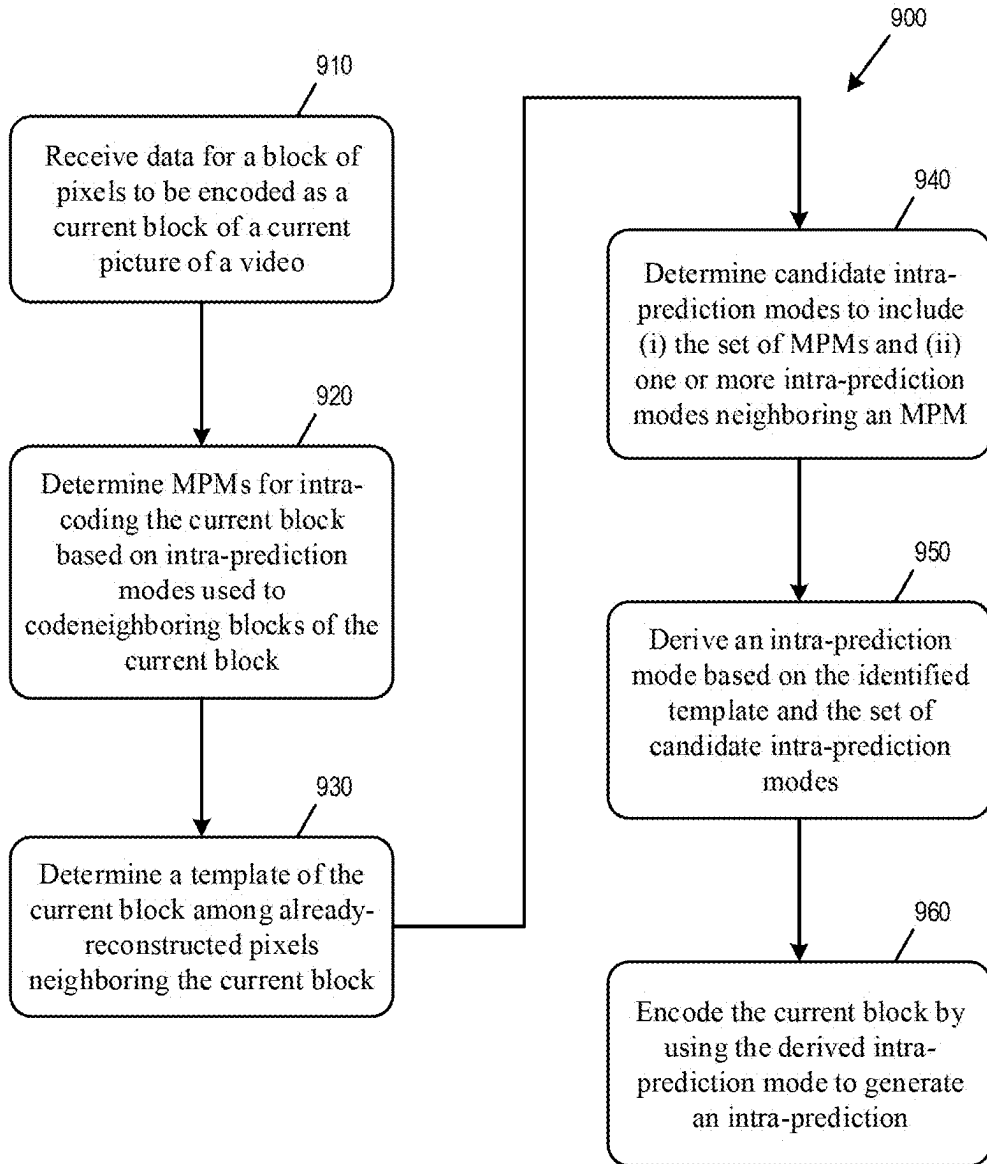 900
910
Receive data for a block of
pixels to be encoded as a
current block of a current
picture of a video
920
Determine MPMs for intra-
coding the current block
based on intra-prediction
modes used to
codeneighboring blocks of the
current block
930
Determine a template of the
current block among already-
reconstructed pixels
neighboring the current block
940
Determine candidate intra-
prediction modes to include
(i) the set of MPMs and (ii)
one or more intra-prediction
modes neighboring an MPM
950
Derive an intra-prediction
mode based on the identified
template and the set of
candidate intra-prediction
modes
960
Encode the current block by
using the derived intra-
prediction mode to generate
an intra-prediction